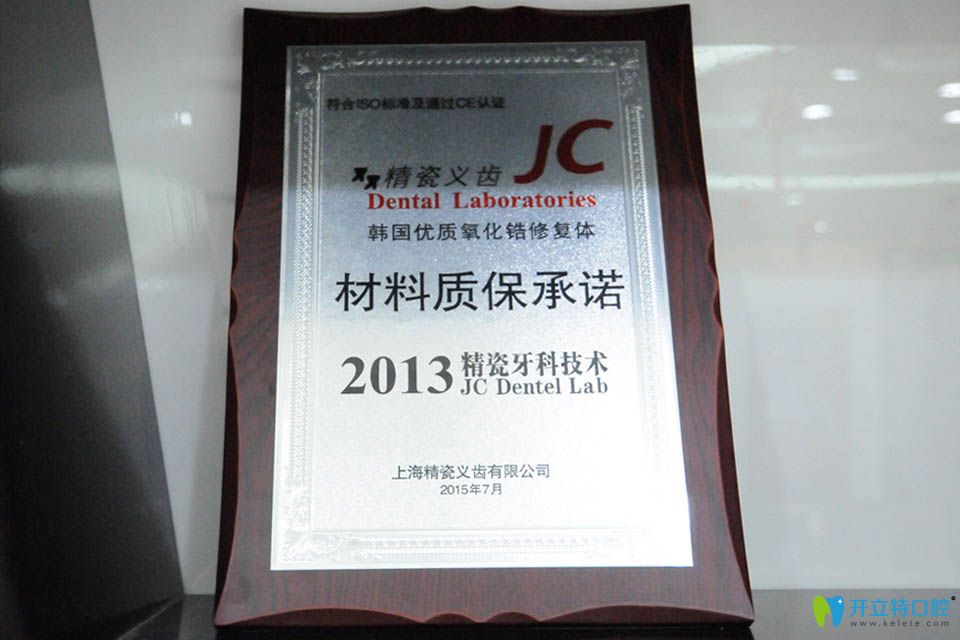 符合ISO标准及通过CE认证
JC
精瓷义齿
Dental Laboratories
韩国优质氧化锆修复体
材料质保承诺
2013 精瓷牙科技术
JC Dentel Lab
上海精瓷义齿有限公司
2015年7月
开立特口腔®
www.kelete.com